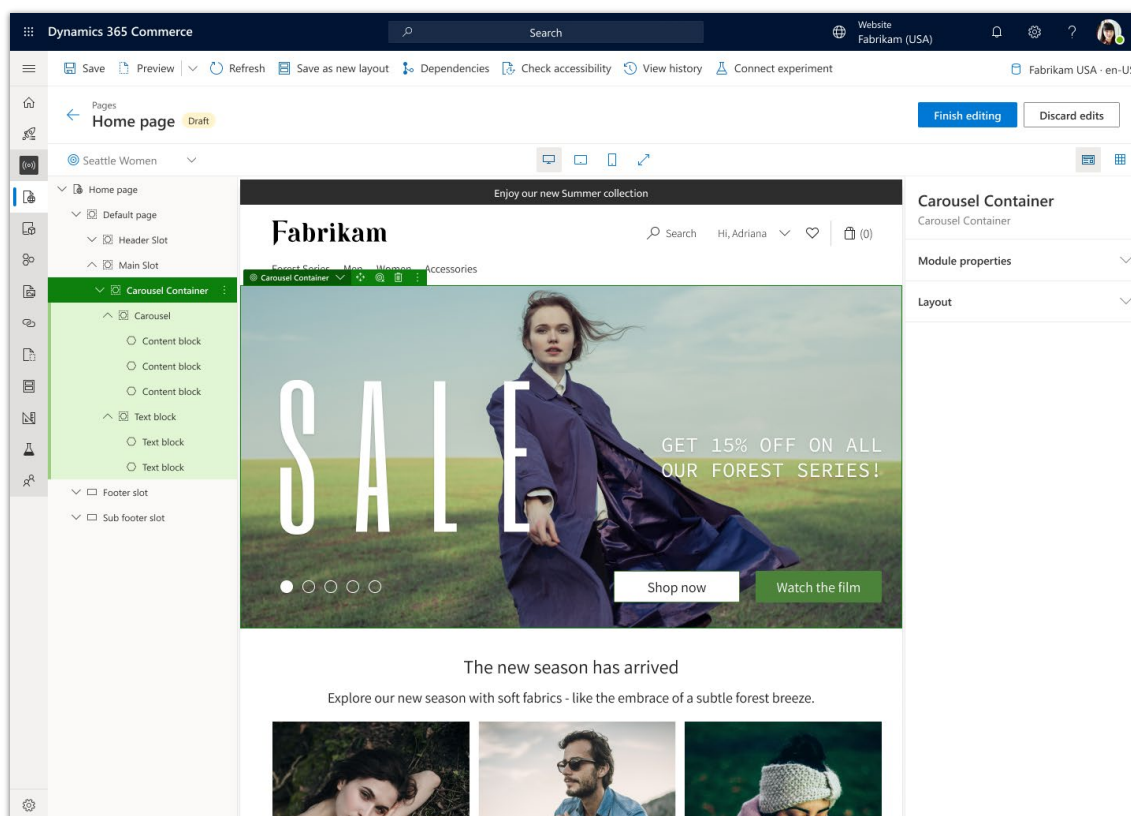 Dynamics 365 Commerce
Search
Website
Fabrikam (USA)
?
Save
Preview
Refresh
Save as new layout
Dependencies
Check accessibility
View history
Connect experiment
Fabrikam USA · en-US
Pages
Home page
Draft
Finish editing
Discard edits
Seattle Women
Home page
Default page
Header Slot
Main Slot
Carousel Container
Carousel
Content block
Content block
Content block
Text block
Text block
Text block
Footer slot
Sub footer slot
Enjoy our new Summer collection
Fabrikam
Search
Hi, Adriana
(0)
Forest Series Men Women Accessories
Carousel Container
SALE
GET 15% OFF ON ALL
OUR FOREST SERIES!
Shop now
Watch the film
The new season has arrived
Explore our new season with soft fabrics - like the embrace of a subtle forest breeze.
Carousel Container
Carousel Container
Module properties
Layout